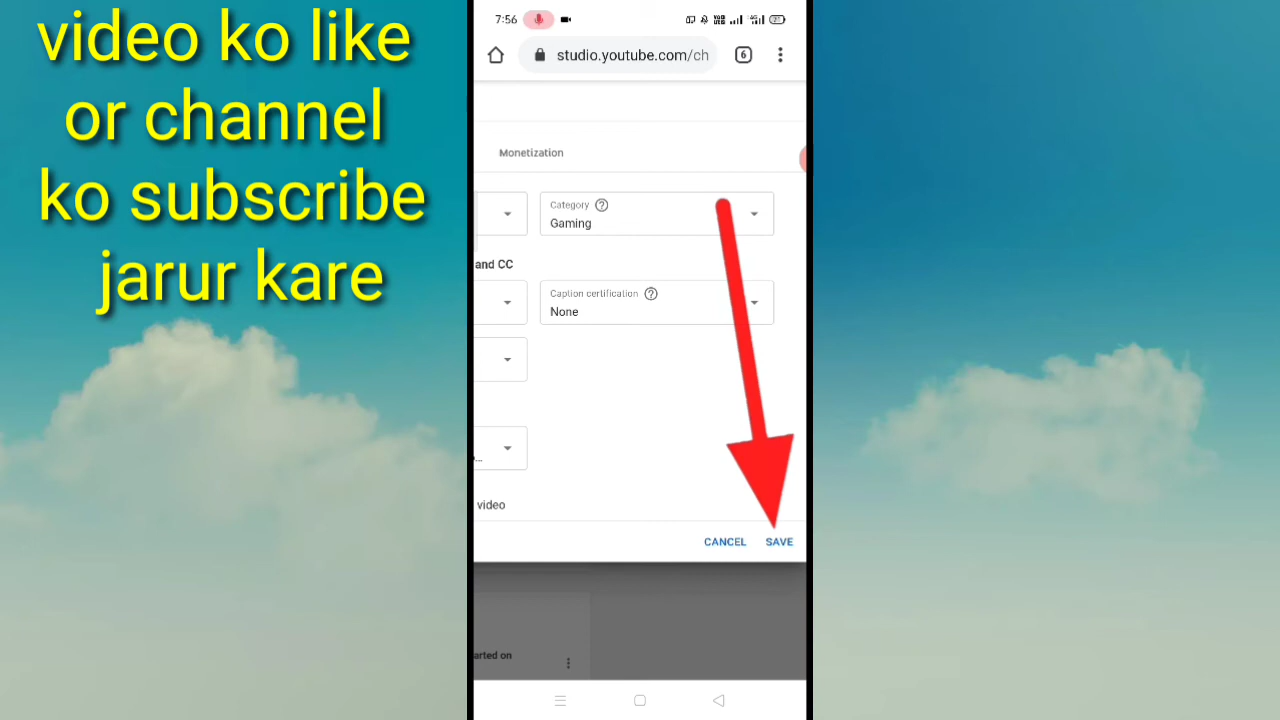 video ko like
or channel
ko subscribe
jarur kare
7:56
studio.youtube.com/ch
6
Monetization
Category
Gaming
and CC
Caption certification
None
...
video
CANCEL SAVE
arted on